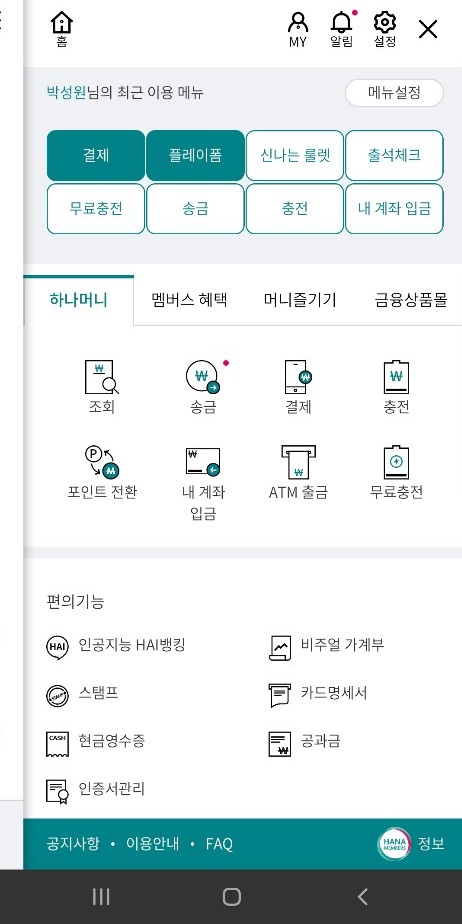 홈
MY
알림
설정
박성원님의 최근 이용 메뉴
메뉴설정
결제
플레이폼
신나는 룰렛
출석체크
무료충전
송금
충전
내 계좌 입금
하나머니
멤버스 혜택
머니즐기기
금융상품몰
조회
송금
결제
충전
포인트 전환
내 계좌
입금
ATM 출금
무료충전
편의기능
HAI
인공지능 HAI뱅킹
비주얼 가계부
스탬프
카드명세서
CASH
현금영수증
공과금
인증서관리
공지사항 • 이용안내 • FAQ
HANA
MEMBERS
정보